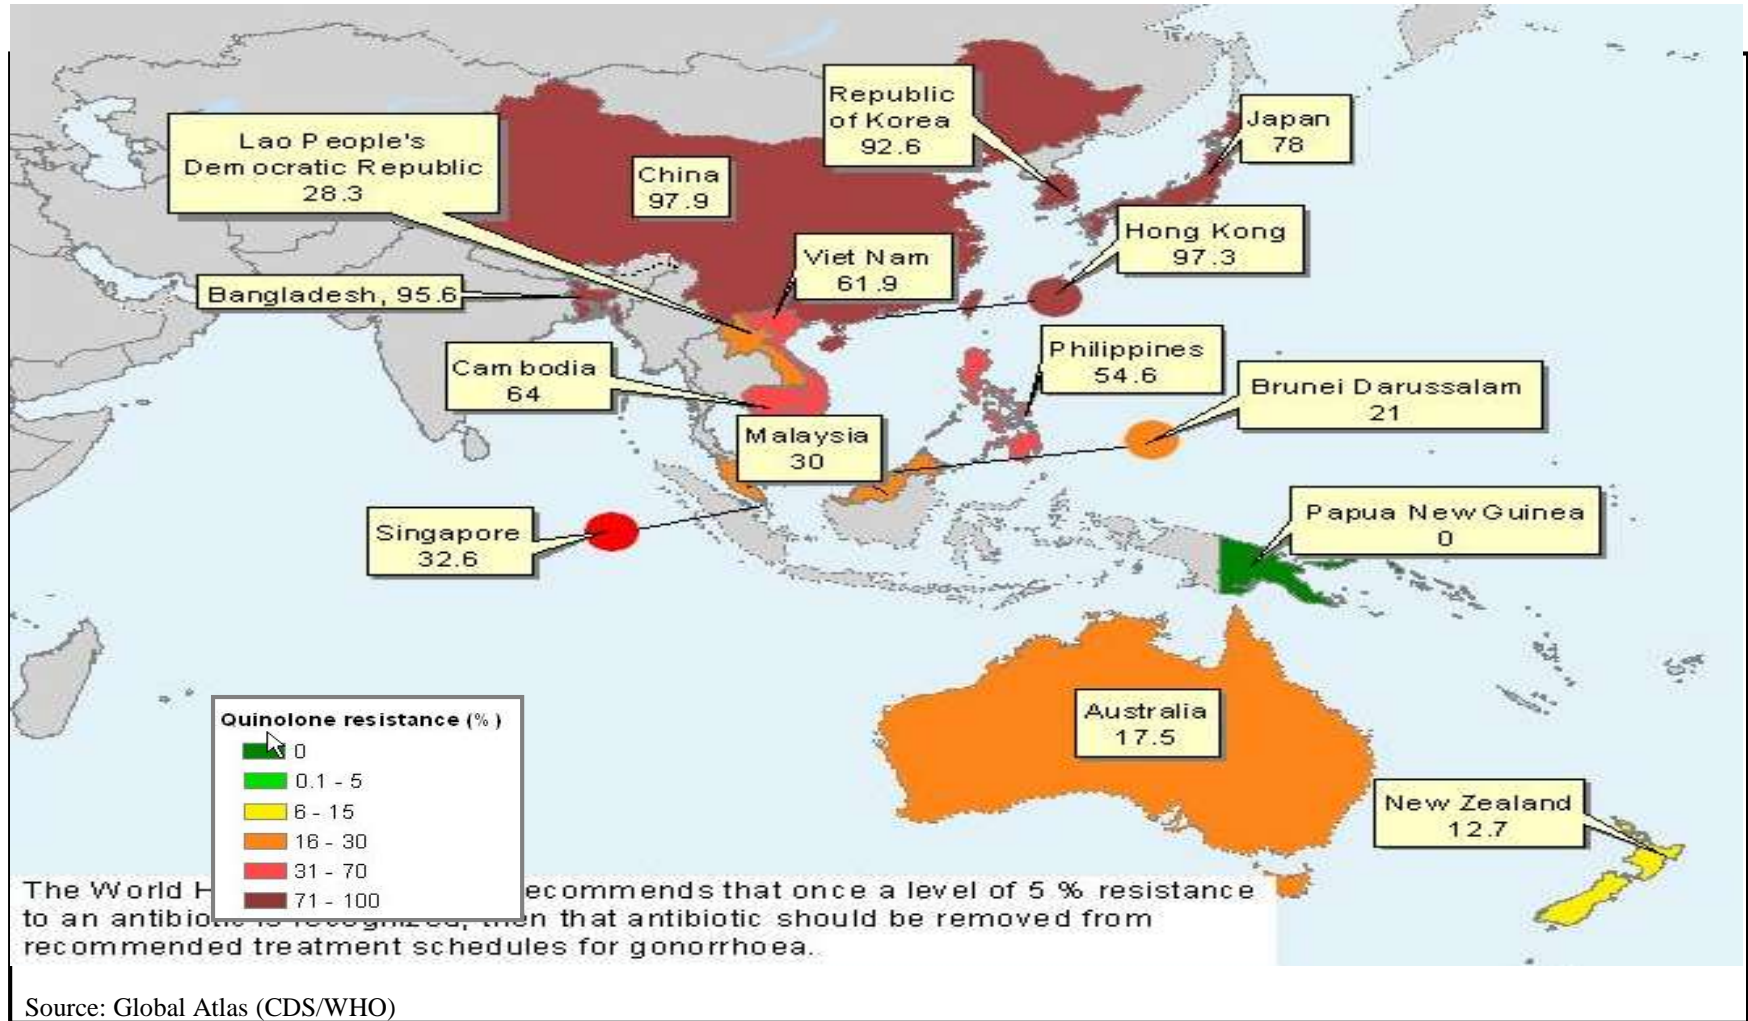 Republic
of Korea
92.6
Japan
78
Lao People's
Democratic Republic
28.3
China
97.9
Hong Kong
97.3
Viet Nam
61.9
Bangladesh, 95.6
Philippines
54.6
Cambodia
64
Brunei Darussalam
21
Malaysia
30
Papua New Guinea
0
Singapore
32.6
Australia
17.5
New Zealand
12.7
Quinolone resistance (%)
0
0.1 - 5
6 - 15
16 - 30
31 - 70
71 - 100
The World H ecommends that once a level of 5 % resistance
to an antibiotic is recognized, then that antibiotic should be removed from
recommended treatment schedules for gonorrhoea.
Source: Global Atlas (CDS/WHO)